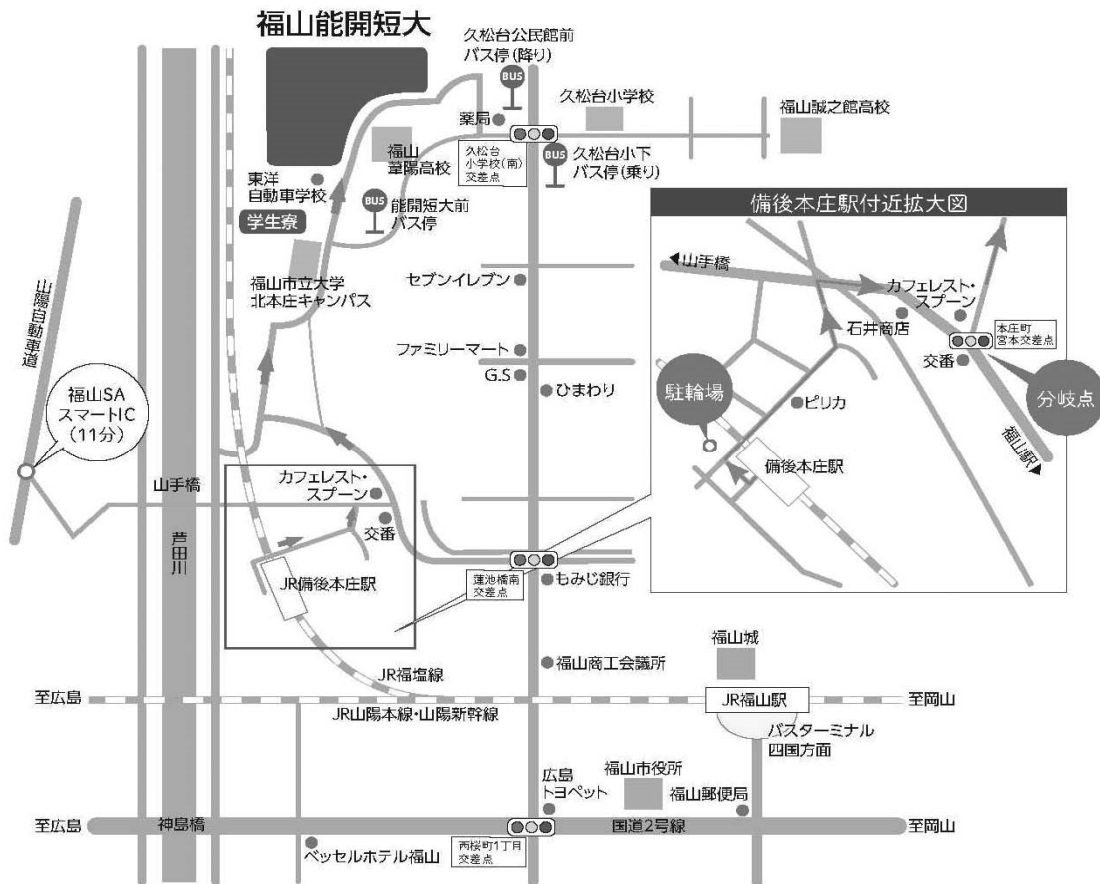 福山能開短大
久松台公民館前
バス停(降り)
BUS
薬局
久松台小学校
福山誠之館高校
久松台
小学校(南)
交差点
BUS
久松台小下
バス停(乗り)
福山
葦陽高校
東洋
自動車学校
学生寮
BUS
能開短大前
バス停
福山市立大学
北本庄キャンパス
セブンイレブン
ファミリーマート
G.S
ひまわり
山陽自動車道
福山SA
スマートIC
(11分)
山手橋
芦田川
カフェレスト・
スプーン
交番
JR備後本庄駅
蓮池橋南
交差点
もみじ銀行
備後本庄駅付近拡大図
山手橋
カフェレスト・
スプーン
石井商店
本庄町
宮本交差点
交番
分岐点
駐輪場
ピリカ
備後本庄駅
福山駅
福山城
福山商工会議所
JR福塩線
至広島
JR山陽本線・山陽新幹線
JR福山駅
至岡山
バスターミナル
四国方面
広島
トヨペット
福山市役所
福山郵便局
至広島
神島橋
国道2号線
至岡山
西桜町1丁目
交差点
ベッセルホテル福山